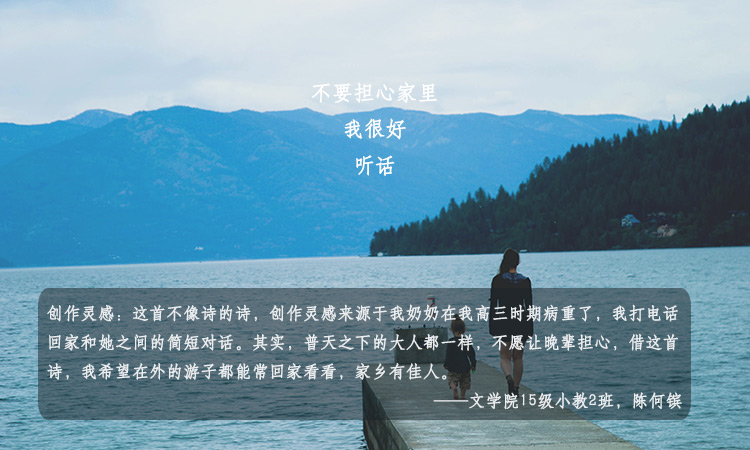 不要担心家里
我很好
听话
创作灵感：这首不像诗的诗，创作灵感来源于我奶奶在我高三时期病重了，我打电话
回家和她之间的简短对话。其实，普天之下的大人都一样，不愿让晚辈担心，借这首
诗，我希望在外的游子都能常回家看看，家乡有佳人。
——文学院15级小教2班，陈何镔